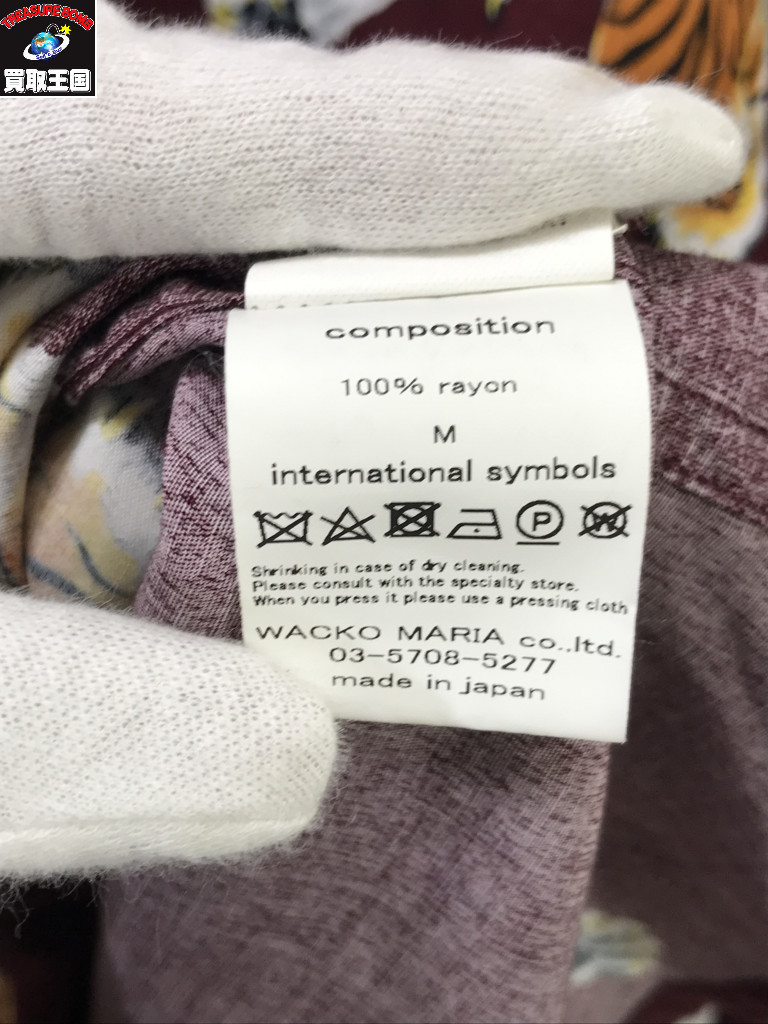 TREASURE BOMB
買取王国
composition
100% rayon
M
international symbols
P
W
Shrinking in case of dry cleaning.
Please consult with the specialty store.
When you press it please use a pressing cloth
WACKO MARIA co.,ltd.
03-5708-5277
made in japan